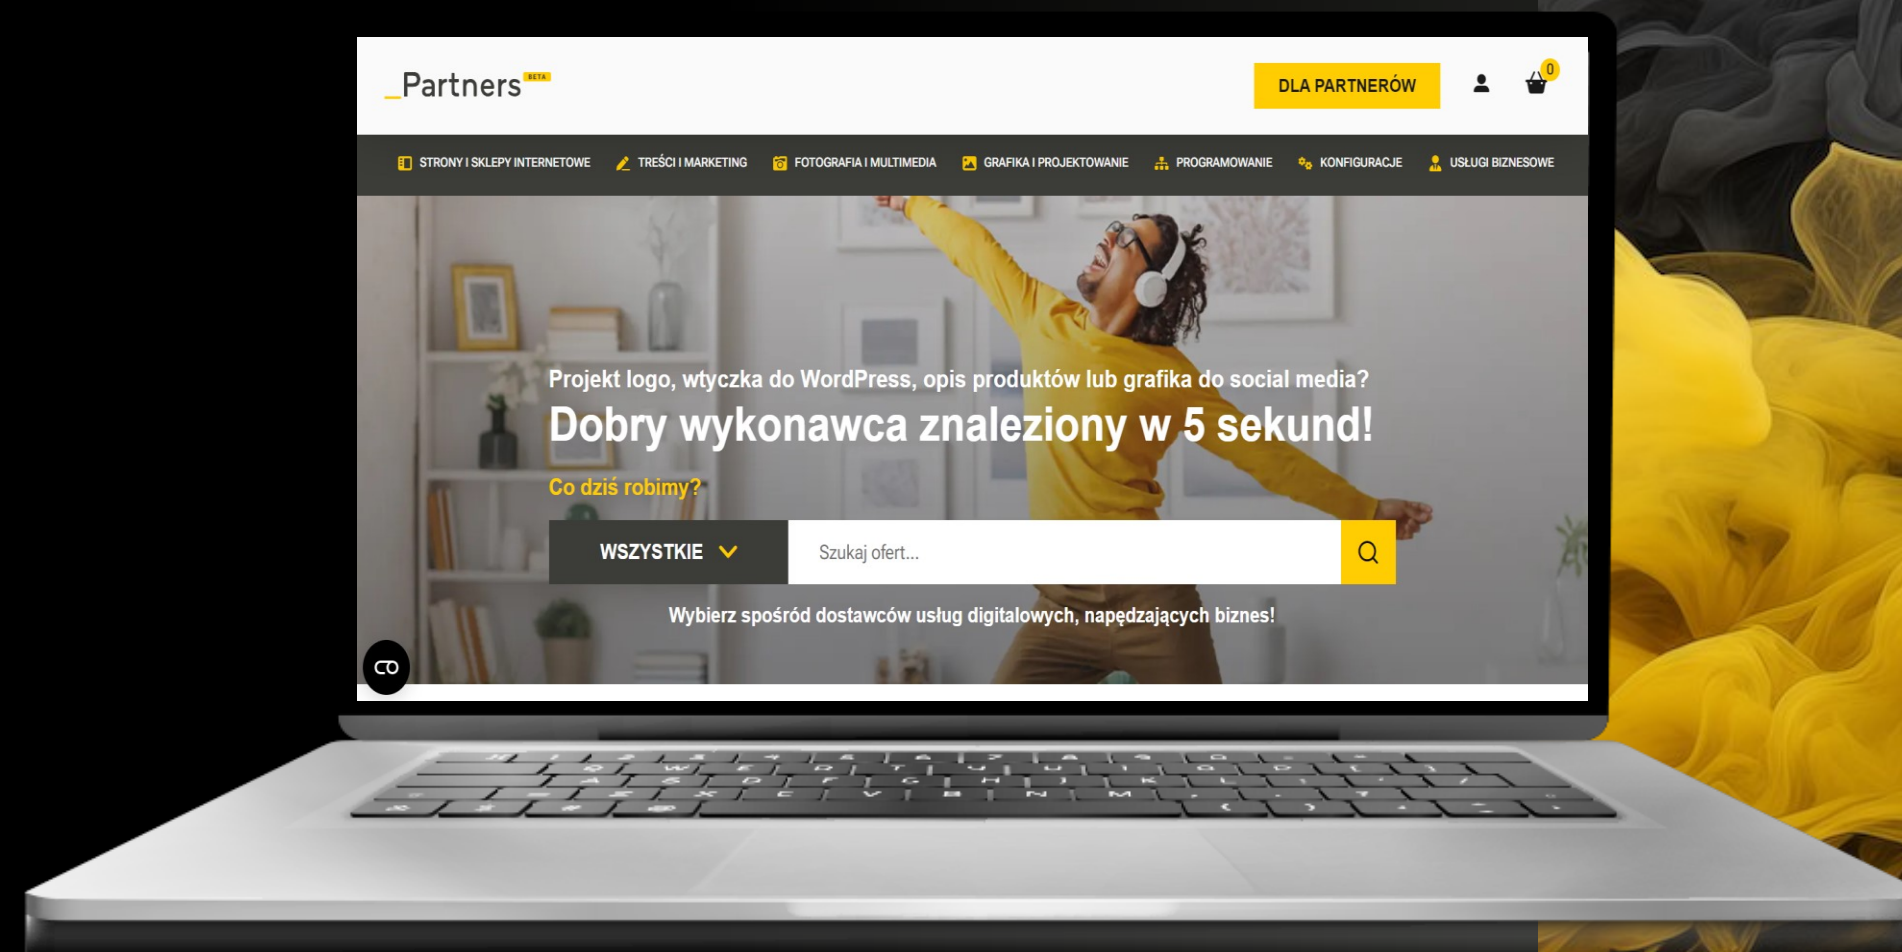 _Partners BETA
DLA PARTNERÓW
0
STRONY I SKLEPY INTERNETOWE
TREŚCI I MARKETING
FOTOGRAFIA I MULTIMEDIA
GRAFIKA I PROJEKTOWANIE
PROGRAMOWANIE
KONFIGURACJE
USŁUGI BIZNESOWE
Projekt logo, wtyczka do WordPress, opis produktów lub grafika do social media?
Dobry wykonawca znaleziony w 5 sekund!
Co dziś robimy?
WSZYSTKIE
Szukaj ofert...
Wybierz spośród dostawców usług digitalowych, napędzających biznes!